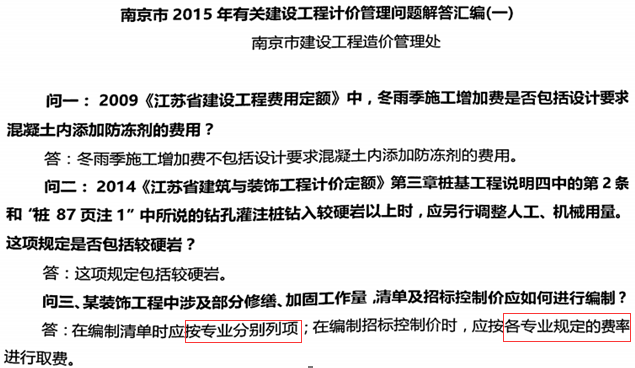 南京市 2015 年有关建设工程计价管理问题解答汇编(一)
南京市建设工程造价管理处
问一：2009《江苏省建设工程费用定额》中，冬雨季施工增加费是否包括设计要求
混凝土内添加防冻剂的费用？
答：冬雨季施工增加费不包括设计要求混凝土内添加防冻剂的费用。
问二：2014《江苏省建筑与装饰工程计价定额》第三章桩基工程说明四中的第 2 条
和“桩 87 页注 1”中所说的钻孔灌注桩钻入较硬岩以上时，应另行调整人工、机械用量。
这项规定是否包括较硬岩？
答：这项规定包括较硬岩。
问三、某装饰工程中涉及部分修缮、加固工作量,清单及招标控制价应如何进行编制？
答：在编制清单时应按专业分别列项；在编制招标控制价时，应按各专业规定的费率
进行取费。